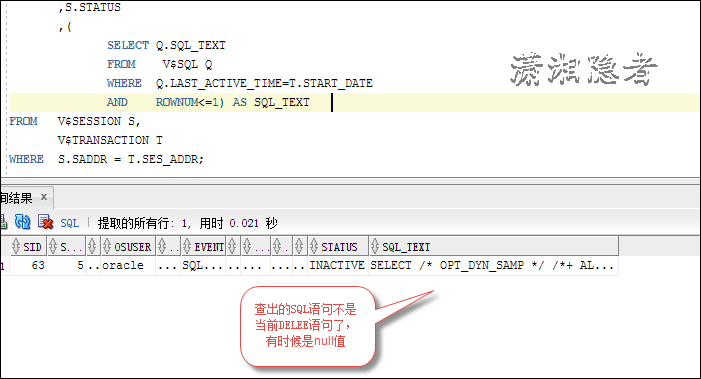 ,S.STATUS
,(
SELECT Q.SQL_TEXT
FROM V$SQL Q
WHERE Q.LAST_ACTIVE_TIME=T.START_DATE
AND ROWNUM<=1) AS SQL_TEXT
FROM V$SESSION S,
V$TRANSACTION T
WHERE S.SADDR = T.SES_ADDR;
潇湘隐者
询结果 x
SQL | 提取的所有行: 1, 用时 0.021 秒
SID S... .. OSUSER ... EVENT ... ... . ... STATUS SQL_TEXT
1 63 5 ...oracle ... SQL... ... ... ... INACTIVE SELECT /* OPT_DYN_SAMP */ /*+ AL...
查出的SQL语句不是
当前DELEE语句了,
有时候是null值